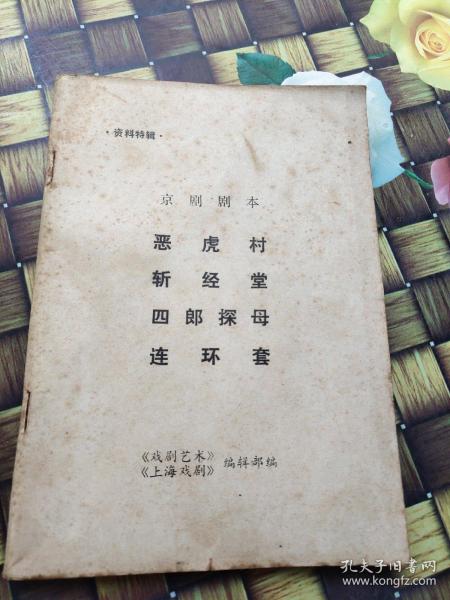 ·资料特辑·
京剧剧本
恶虎村
斩经堂
四郎探母
连环套
《戏剧艺术》
《上海戏剧》
编辑部编
孔夫子旧书网
www.kongfz.com